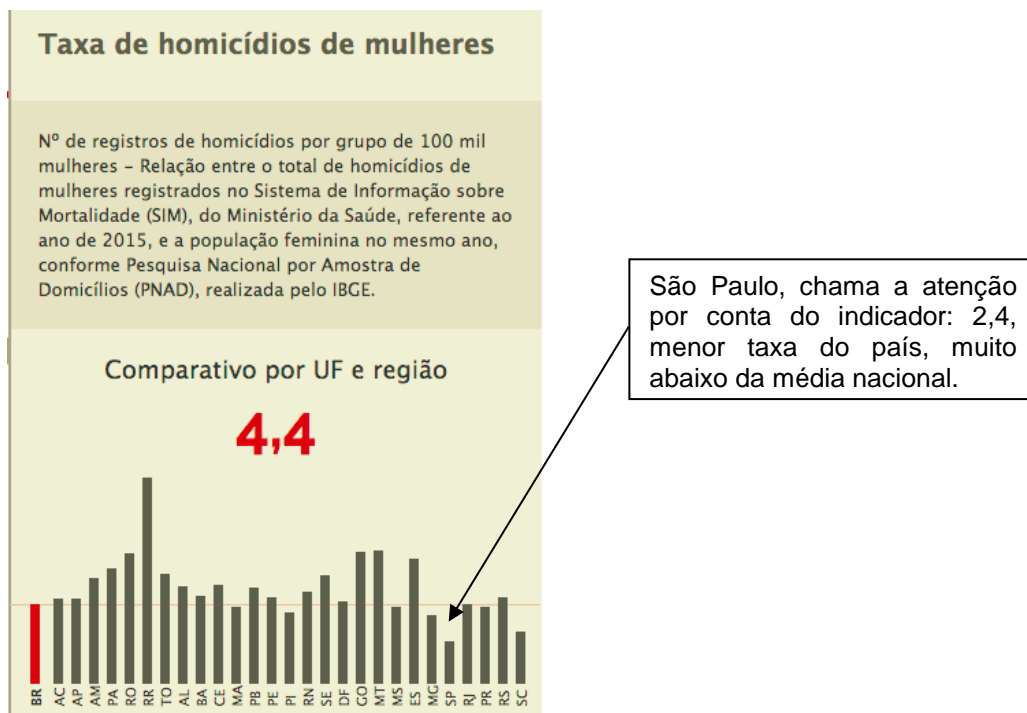 Taxa de homicídios de mulheres
Nº de registros de homicídios por grupo de 100 mil
mulheres – Relação entre o total de homicídios de
mulheres registrados no Sistema de Informação sobre
Mortalidade (SIM), do Ministério da Saúde, referente ao
ano de 2015, e a população feminina no mesmo ano,
conforme Pesquisa Nacional por Amostra de
Domicílios (PNAD), realizada pelo IBGE.
Comparativo por UF e região
4,4
São Paulo, chama a atenção
por conta do indicador: 2,4,
menor taxa do país, muito
abaixo da média nacional.
BR
AC
AP
AM
PA
RO
RR
TO
AL
BA
CE
MA
PB
PE
PI
RN
SE
DF
GO
MT
MS
ES
MG
SP
RJ
PR
RS
SC